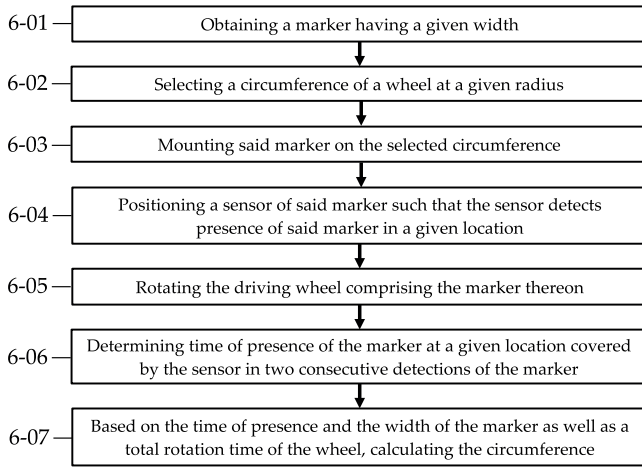 6-01
Obtaining a marker having a given width
6-02
Selecting a circumference of a wheel at a given radius
6-03
Mounting said marker on the selected circumference
6-04
Positioning a sensor of said marker such that the sensor detects
presence of said marker in a given location
6-05
Rotating the driving wheel comprising the marker thereon
6-06
Determining time of presence of the marker at a given location covered
by the sensor in two consecutive detections of the marker
6-07
Based on the time of presence and the width of the marker as well as a
total rotation time of the wheel, calculating the circumference